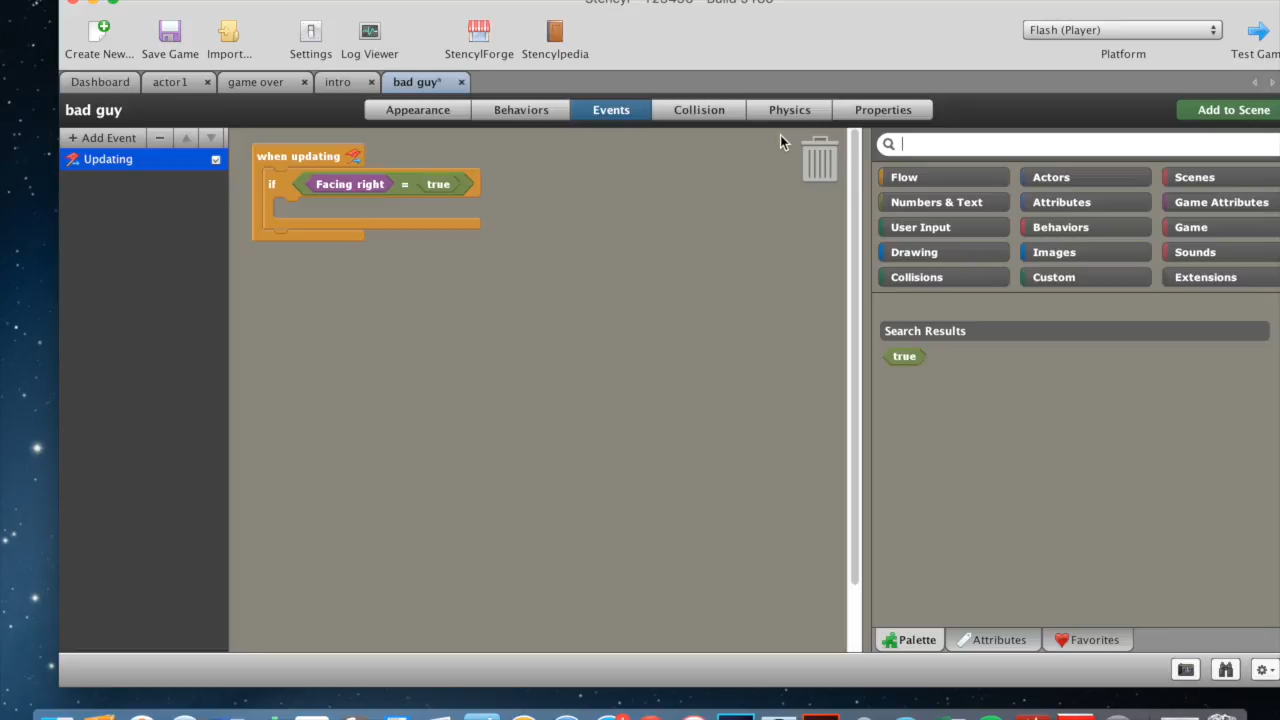 Create New... Save Game Import... Settings Log Viewer StencylForge Stencylpedia Flash (Player) Platform
Dashboard actor1 game over intro bad guy*
bad guy Appearance Behaviors Events Collision Physics Properties Add to Scene
+ Add Event
Updating
when updating
if Facing right = true
Flow Actors Scenes
Numbers & Text Attributes Game Attributes
User Input Behaviors Game
Drawing Images Sounds
Collisions Custom Extensions
Search Results
true
Palette Attributes Favorites